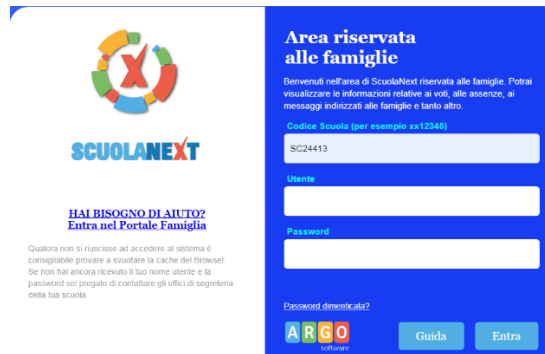 SCUOLANEXT
HAI BISOGNO DI AIUTO?
Entra nel Portale Famiglia
Qualora non si riuscisse ad accedere al sistema è
consigliabile provare a svuotare la cache del Browser.
Se non hai ancora ricevuto il tuo nome utente e la
password sei pregato di contattare gli uffici di segreteria
della tua scuola.
Area riservata
alle famiglie
Benvenuti nell'area di ScuolaNext riservata alle famiglie. Potrai
visualizzare le informazioni relative ai voti, alle assenze, ai
messaggi indirizzati alle famiglie e tanto altro.
Codice Scuola (per esempio xx12345)
SC24413
Utente
Password
Password dimenticata?
ARGO
software
Guida
Entra